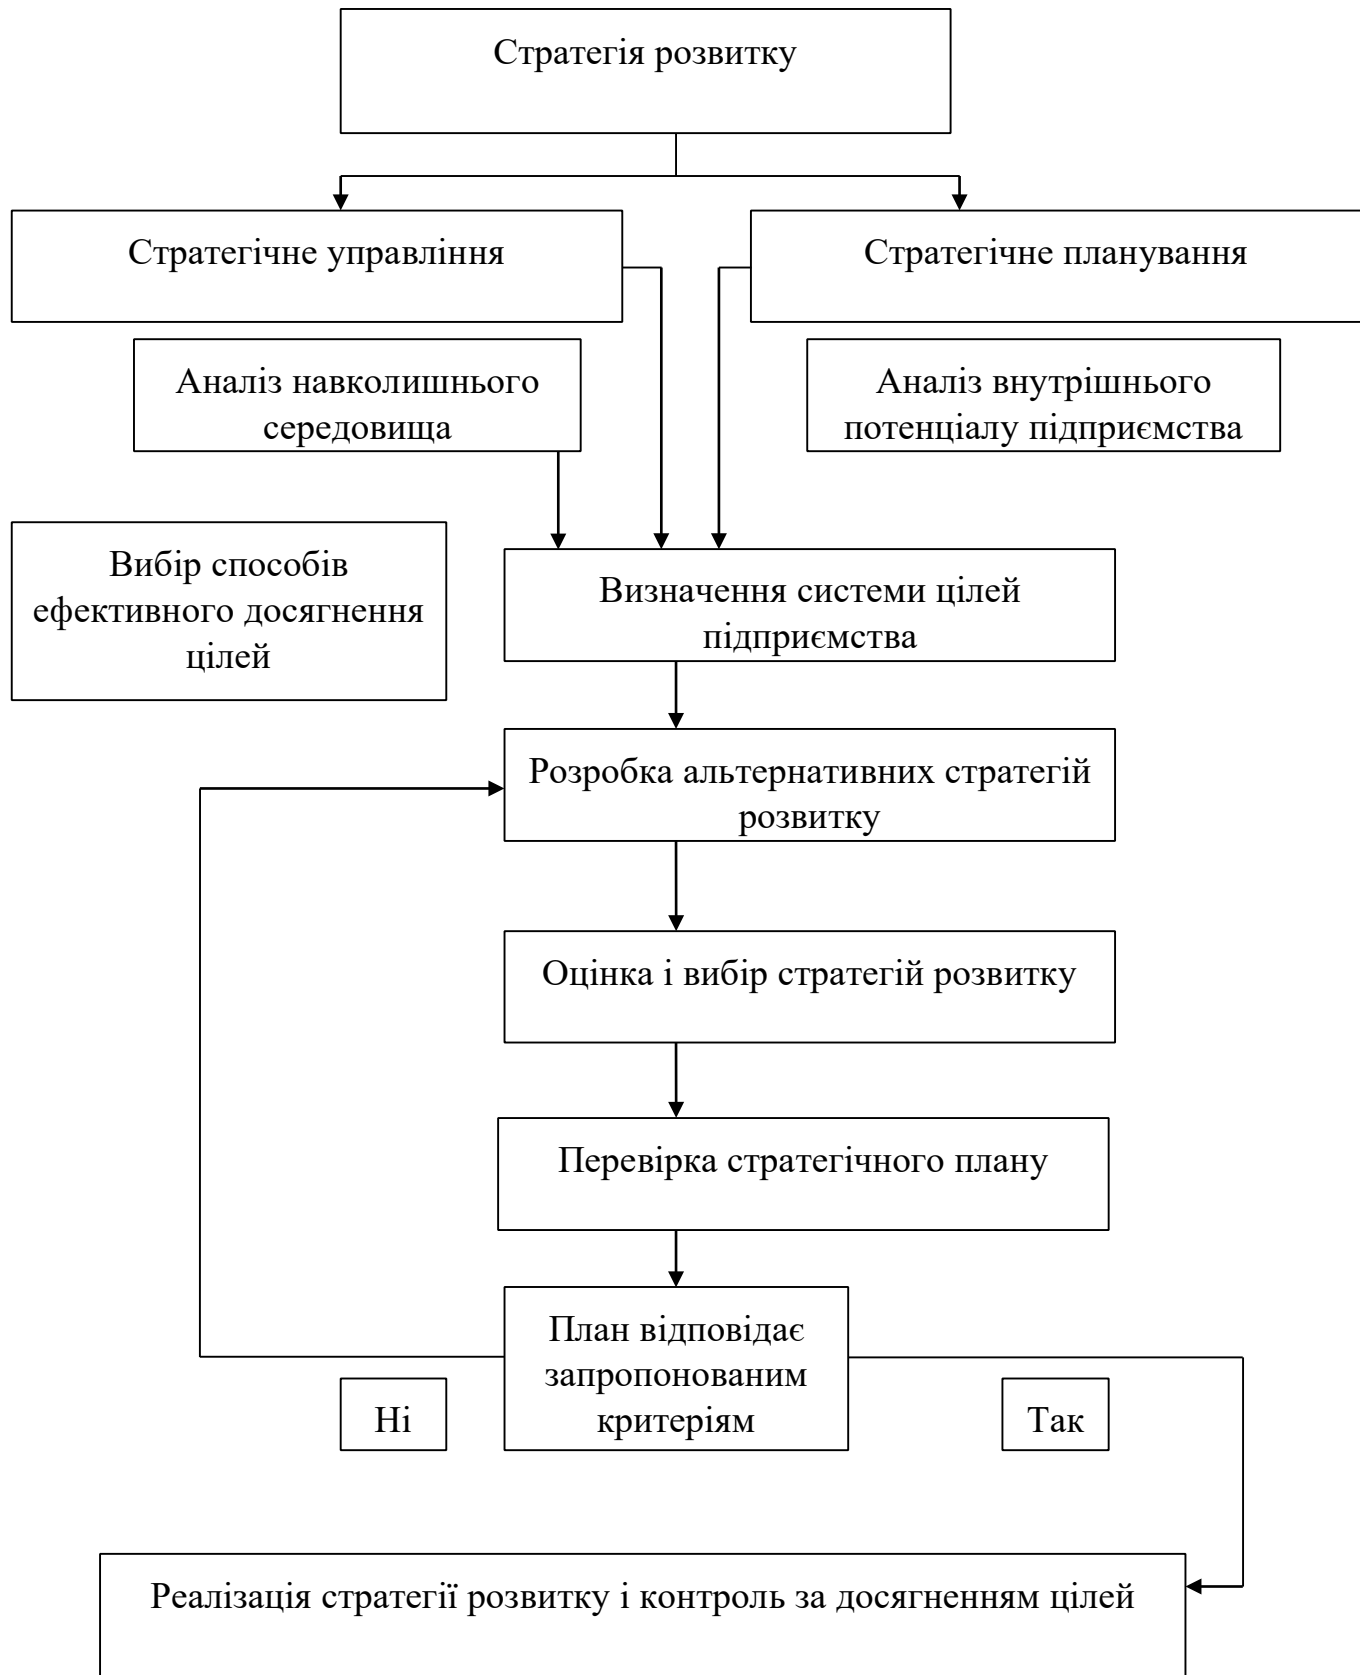 Стратегія розвитку
Стратегічне управління
Стратегічне планування
Аналіз навколишнього
середовища
Аналіз внутрішнього
потенціалу підприємства
Вибір способів
ефективного досягнення
цілей
Визначення системи цілей
підприємства
Розробка альтернативних стратегій
розвитку
Оцінка і вибір стратегій розвитку
Перевірка стратегічного плану
План відповідає
запропонованим
критеріям
Ні
Так
Реалізація стратегії розвитку і контроль за досягненням цілей